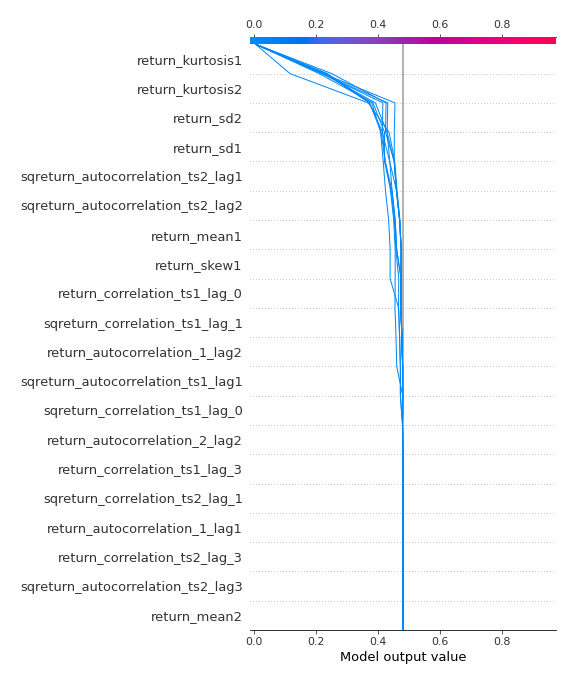 0.0 0.2 0.4 0.6 0.8
return_kurtosis1
return_kurtosis2
return_sd2
return_sd1
sqreturn_autocorrelation_ts2_lag1
sqreturn_autocorrelation_ts2_lag2
return_mean1
return_skew1
return_correlation_ts1_lag_0
sqreturn_correlation_ts1_lag_1
return_autocorrelation_1_lag2
sqreturn_autocorrelation_ts1_lag1
sqreturn_correlation_ts1_lag_0
return_autocorrelation_2_lag2
return_correlation_ts1_lag_3
sqreturn_correlation_ts2_lag_1
return_autocorrelation_1_lag1
return_correlation_ts2_lag_3
sqreturn_autocorrelation_ts2_lag3
return_mean2
0.0 0.2 0.4 0.6 0.8
Model output value